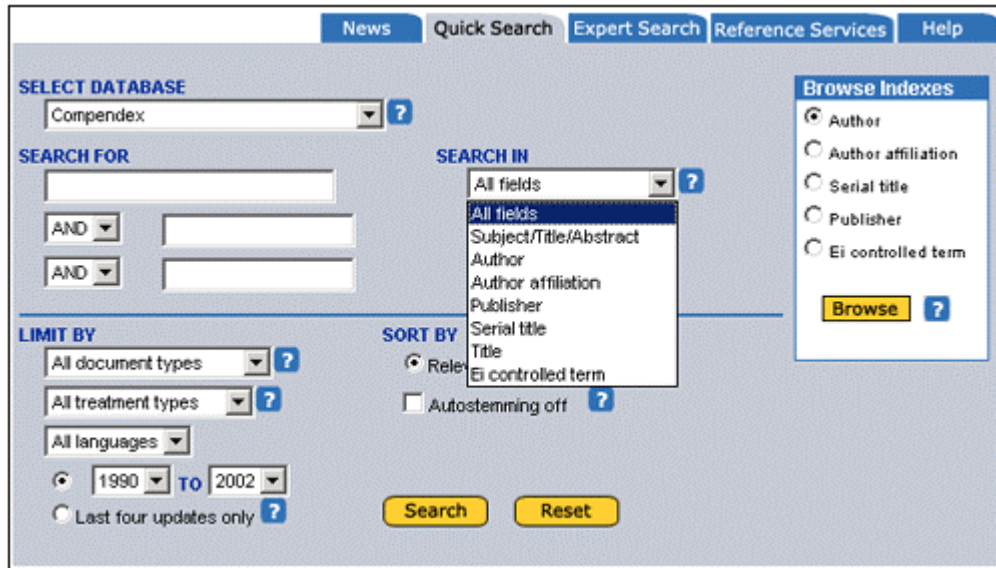 News Quick Search Expert Search Reference Services Help
SELECT DATABASE
Compendex ?
SEARCH FOR
AND
AND
SEARCH IN
All fields ?
All fields
Subject/Title/Abstract
Author
Author affiliation
Publisher
Serial title
Title
Ei controlled term
Browse Indexes
Author
Author affiliation
Serial title
Publisher
Ei controlled term
Browse ?
LIMIT BY
All document types ?
All treatment types ?
All languages
1990 TO 2002
Last four updates only ?
SORT BY
Autostemming off ?
Search Reset